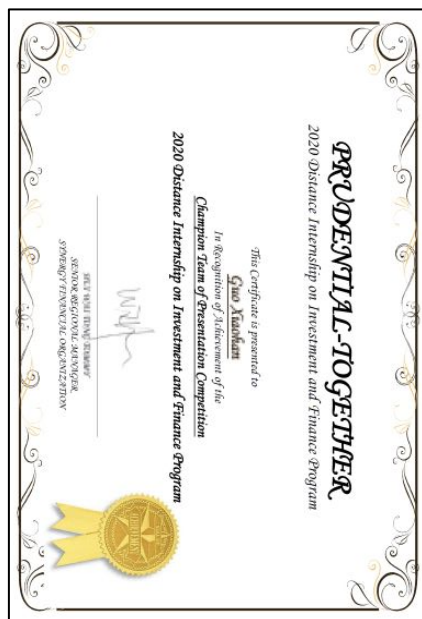 PRUDENTIAL-TOGETHER
2020 Distance Internship on Investment and Finance Program
This Certificate is presented to
Guo Xiaohan
In Recognition of Achievement of the
Champion Team of Presentation Competition
2020 Distance Internship on Investment and Finance Program
SENIOR REGIONAL MANAGER
SYNERGY FINANCIAL ORGANIZATION